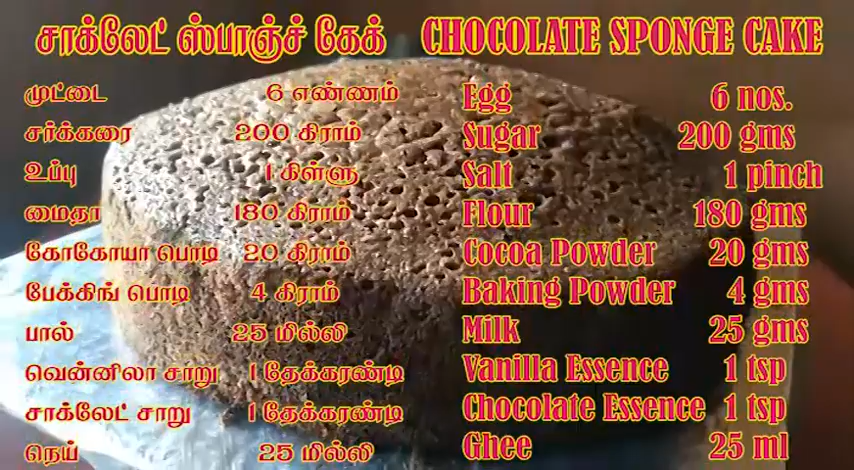 சாக்லேட் ஸ்பாஞ்ச் கேக்
முட்டை 6 எண்ணம்
சர்க்கரை 200 கிராம்
உப்பு 1 கிள்ளு
மைதா 180 கிராம்
கோகோயா பொடி 20 கிராம்
பேக்கிங் பொடி 4 கிராம்
பால் 25 மில்லி
வென்னிலா சாறு 1 தேக்கரண்டி
சாக்லேட் சாறு 1 தேக்கரண்டி
நெய் 25 மில்லி
CHOCOLATE SPONGE CAKE
Egg 6 nos.
Sugar 200 gms
Salt 1 pinch
Flour 180 gms
Cocoa Powder 20 gms
Baking Powder 4 gms
Milk 25 gms
Vanilla Essence 1 tsp
Chocolate Essence 1 tsp
Ghee 25 ml